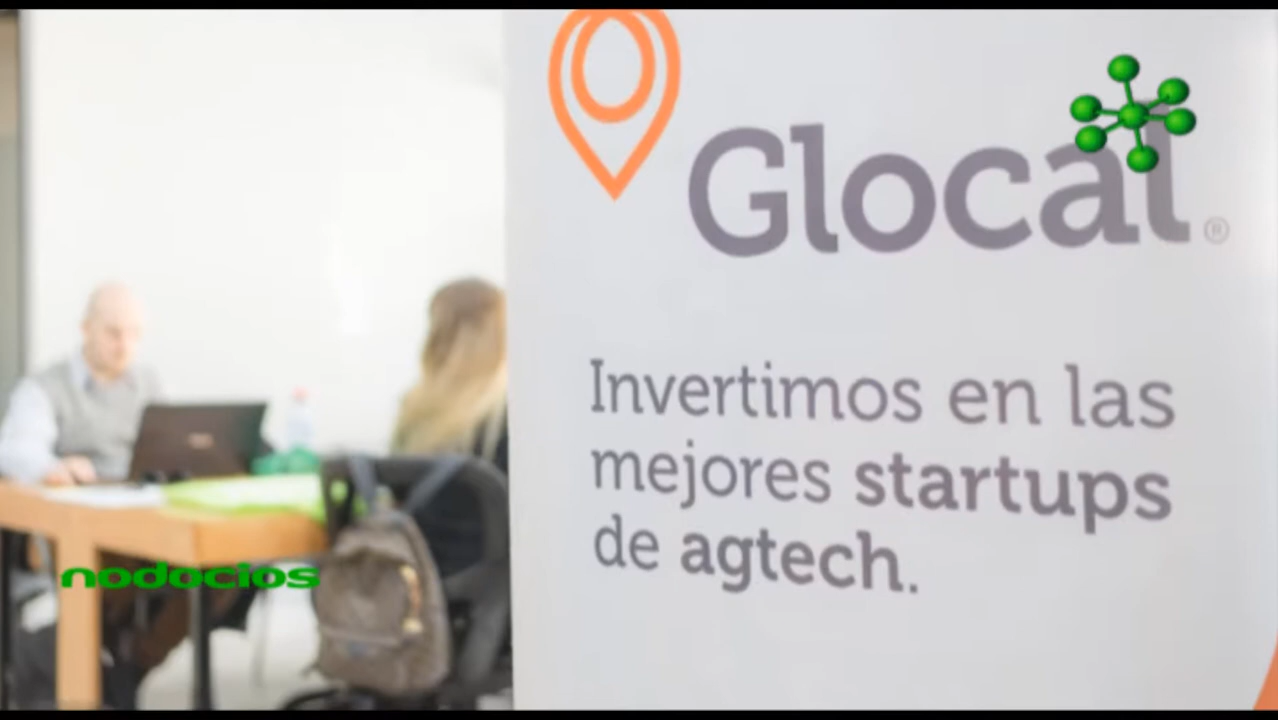 Glocal®
Invertimos en las
mejores startups
de agtech.
nodocios